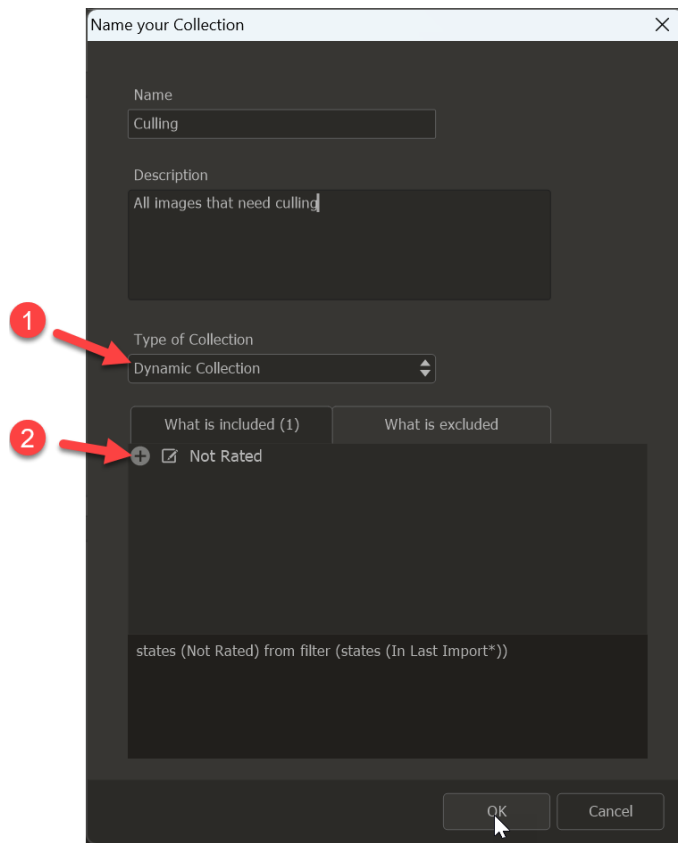 Name your Collection
Name
Culling
Description
All images that need culling
1
Type of Collection
Dynamic Collection
What is included (1)
What is excluded
2
Not Rated
states (Not Rated) from filter (states (In Last Import*))
OK
Cancel